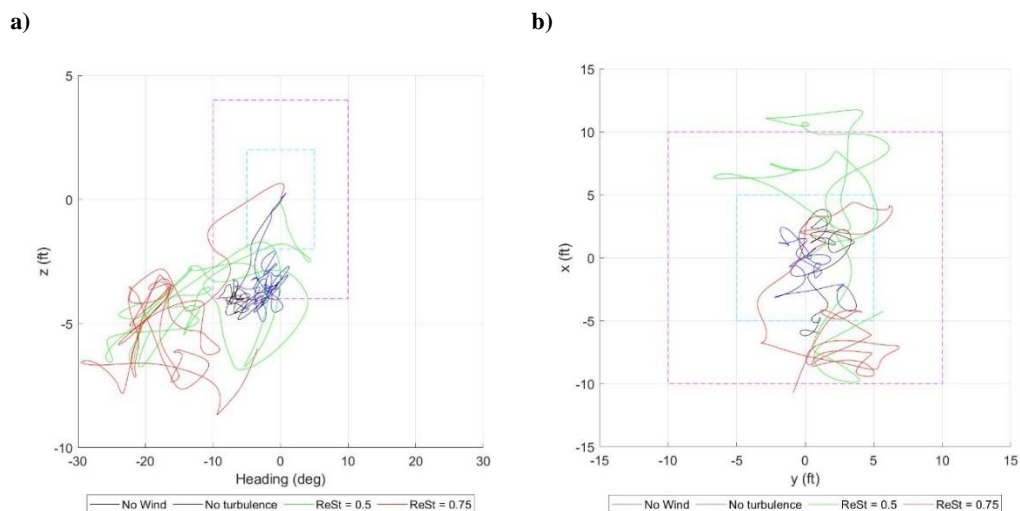 a)
b)
5
0
-5
-10
z (ft)
-30 -20 -10 0 10 20 30
Heading (deg)
No Wind No turbulence ReSt = 0.5 ReSt = 0.75
15
10
5
0
-5
-10
-15
x (ft)
-15 -10 -5 0 5 10 15
y (ft)
No Wind No turbulence ReSt = 0.5 ReSt = 0.75